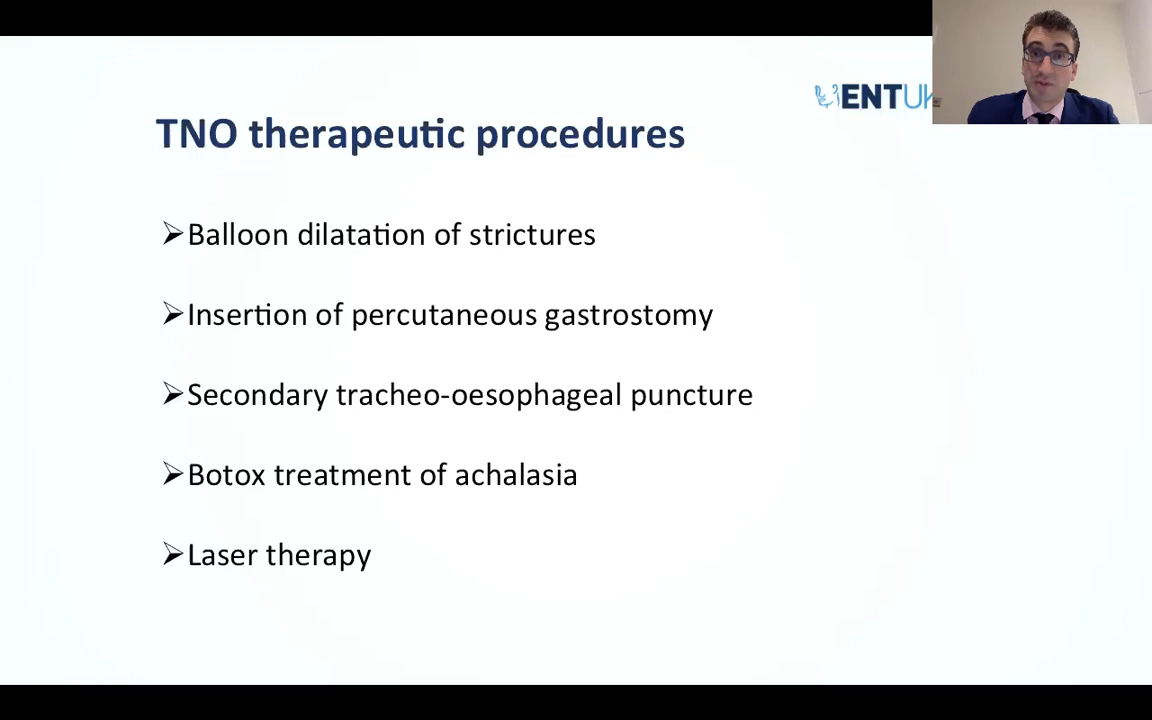 ENTUK
TNO therapeutic procedures
➢Balloon dilatation of strictures
➢Insertion of percutaneous gastrostomy
➢Secondary tracheo-oesophageal puncture
➢Botox treatment of achalasia
➢Laser therapy